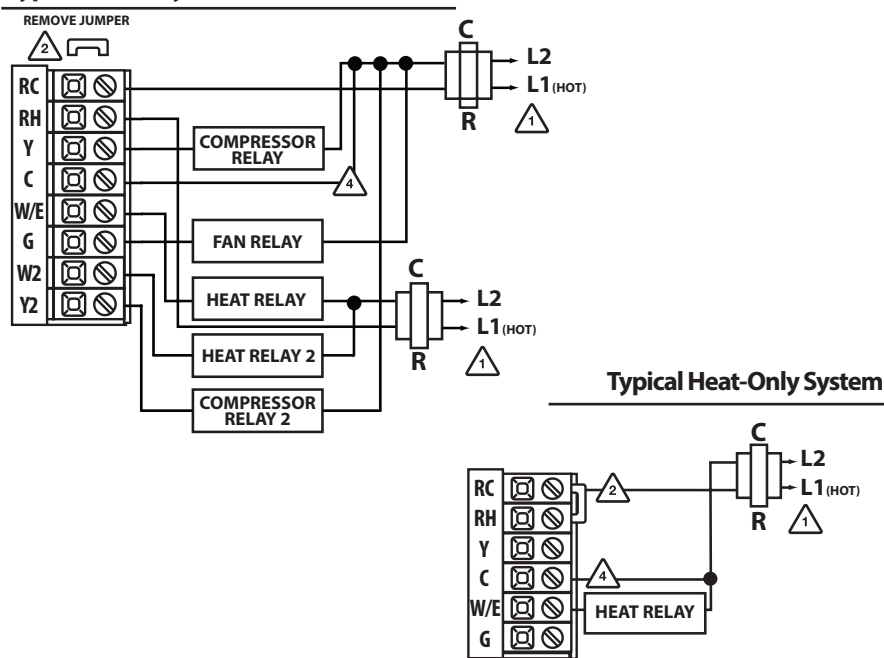 REMOVE JUMPER
2
C
L2
L1 (HOT)
R
1
RC
RH
Y
C
W/E
G
W2
Y2
COMPRESSOR
RELAY
4
FAN RELAY
HEAT RELAY
HEAT RELAY 2
COMPRESSOR
RELAY 2
C
L2
L1 (HOT)
R
1
Typical Heat-Only System
C
L2
L1 (HOT)
R
1
RC
RH
Y
C
W/E
G
2
4
HEAT RELAY